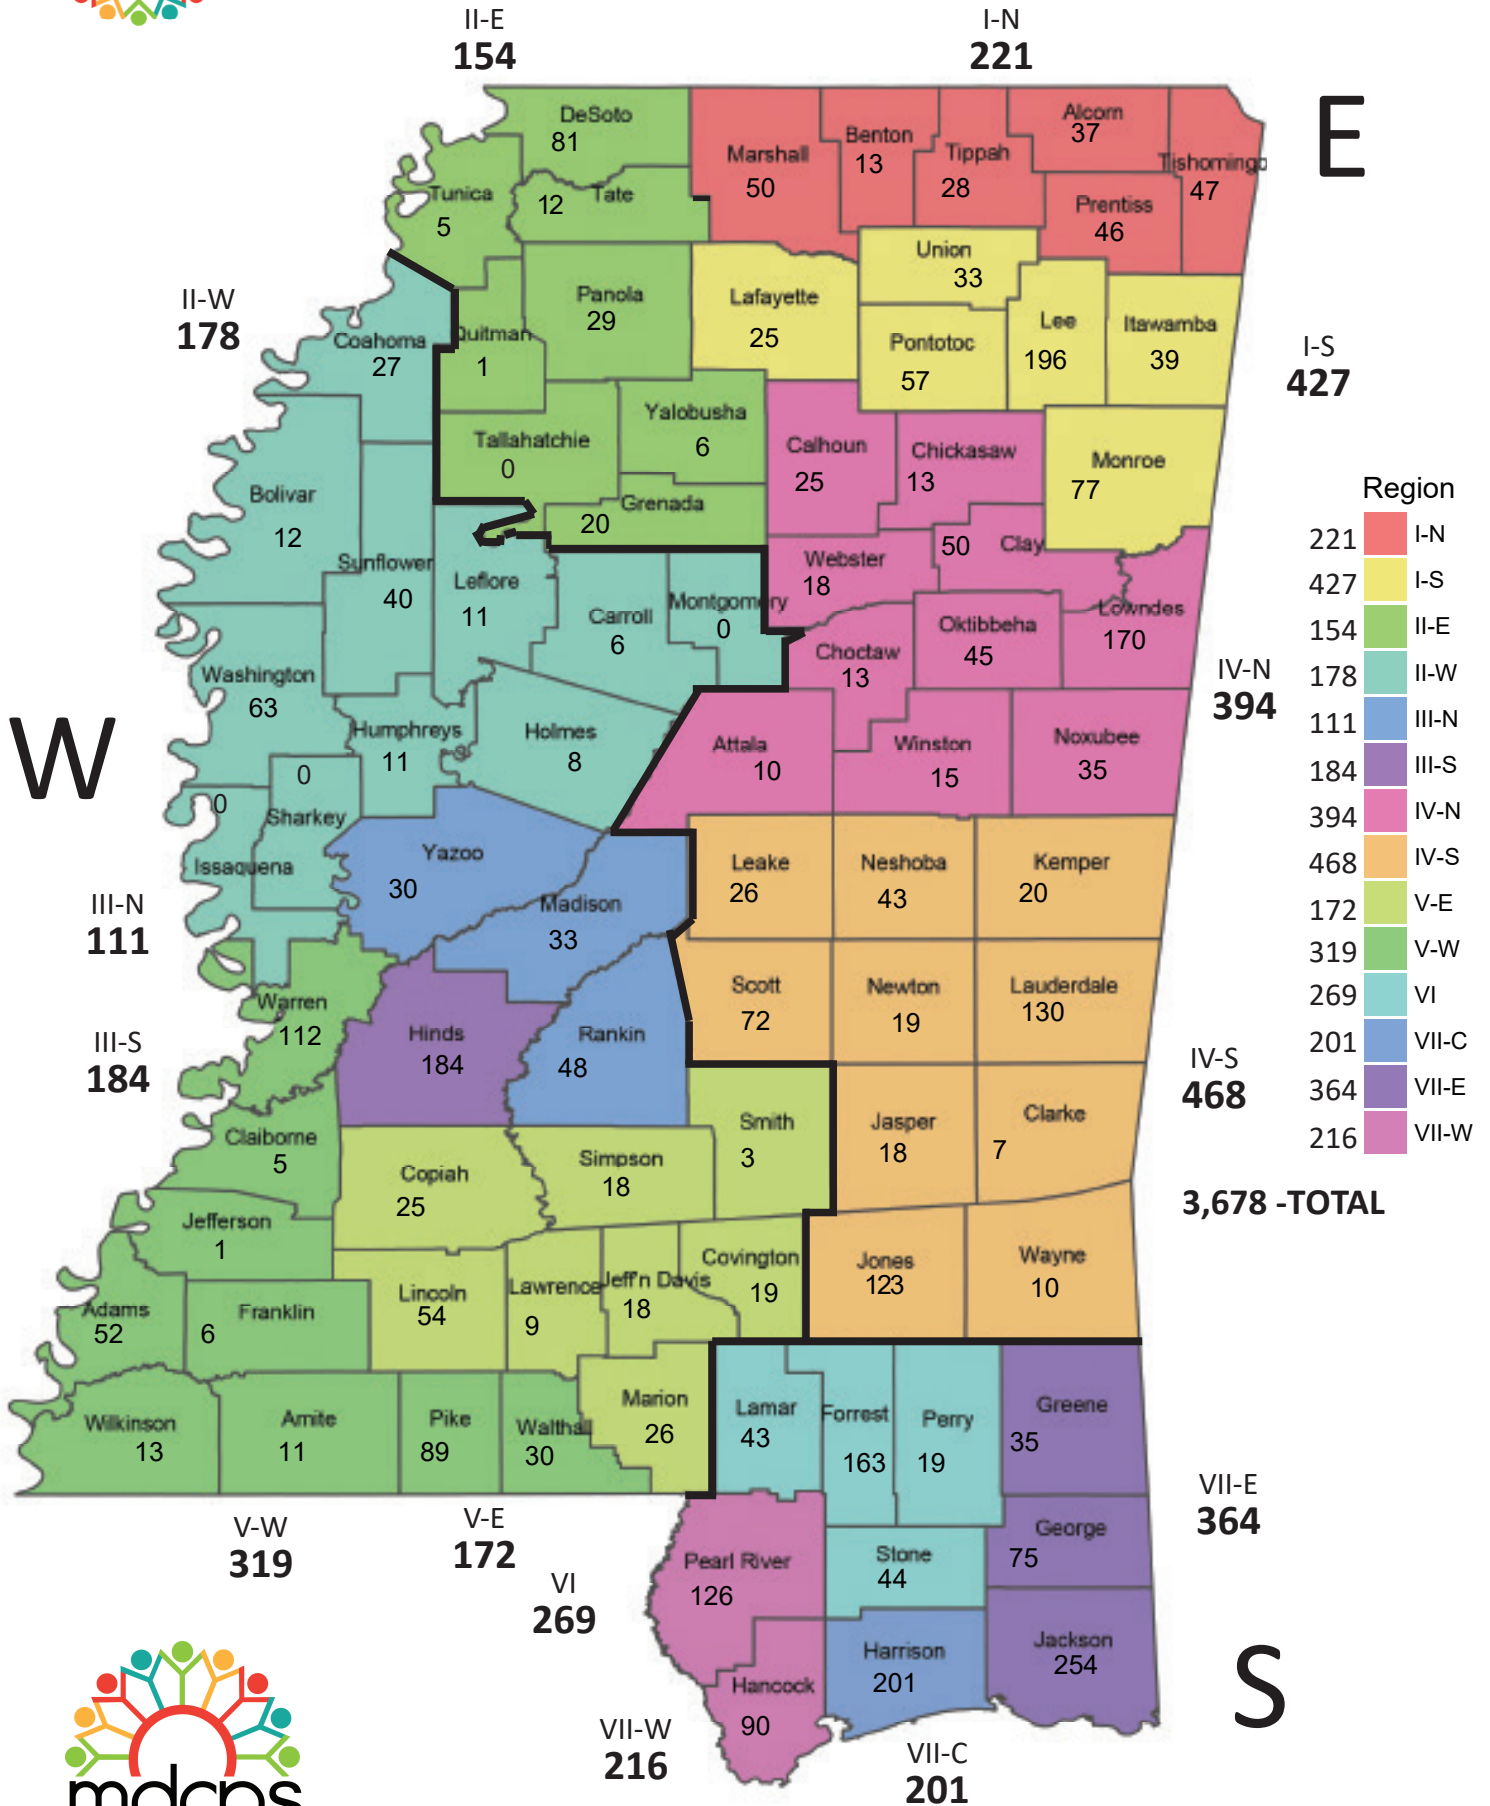 II-E
154
I-N
221
E
DeSoto
81
Marshall
50
Benton
13
Tippah
28
Alcorn
37
Tishomingo
47
Tunica
5
Tate
12
Prentiss
46
Union
33
II-W
178
Coahoma
27
Quitman
1
Panola
29
Lafayette
25
Pontotoc
57
Lee
196
Itawamba
39
I-S
427
Tallahatchie
0
Yalobusha
6
Calhoun
25
Chickasaw
13
Monroe
77
Bolivar
12
Grenada
20
Sunflower
40
Leflore
11
Carroll
6
Montgomery
0
Webster
18
Clay
50
Lowndes
170
Oktibbeha
45
Choctaw
13
IV-N
394
W
Washington
63
Humphreys
11
Holmes
8
Attala
10
Winston
15
Noxubee
35
0
Sharkey
0
Issaquena
III-N
111
Yazoo
30
Madison
33
Leake
26
Neshoba
43
Kemper
20
Warren
112
III-S
184
Hinds
184
Rankin
48
Scott
72
Newton
19
Lauderdale
130
IV-S
468
Claiborne
5
Copiah
25
Simpson
18
Smith
3
Jasper
18
Clarke
7
Jefferson
1
Adams
52
Franklin
6
Lincoln
54
Lawrence
9
Jeff'n Davis
18
Covington
19
Jones
123
Wayne
10
Wilkinson
13
Amite
11
Pike
89
Walthall
30
Marion
26
Lamar
43
Forrest
163
Perry
19
Greene
35
V-W
319
V-E
172
VI
269
VII-E
364
Pearl River
126
Stone
44
George
75
Hancock
90
Harrison
201
Jackson
254
S
VII-W
216
VII-C
201
Region
221 I-N
427 I-S
154 II-E
178 II-W
111 III-N
184 III-S
394 IV-N
468 IV-S
172 V-E
319 V-W
269 VI
201 VII-C
364 VII-E
216 VII-W
3,678 -TOTAL
mdcps